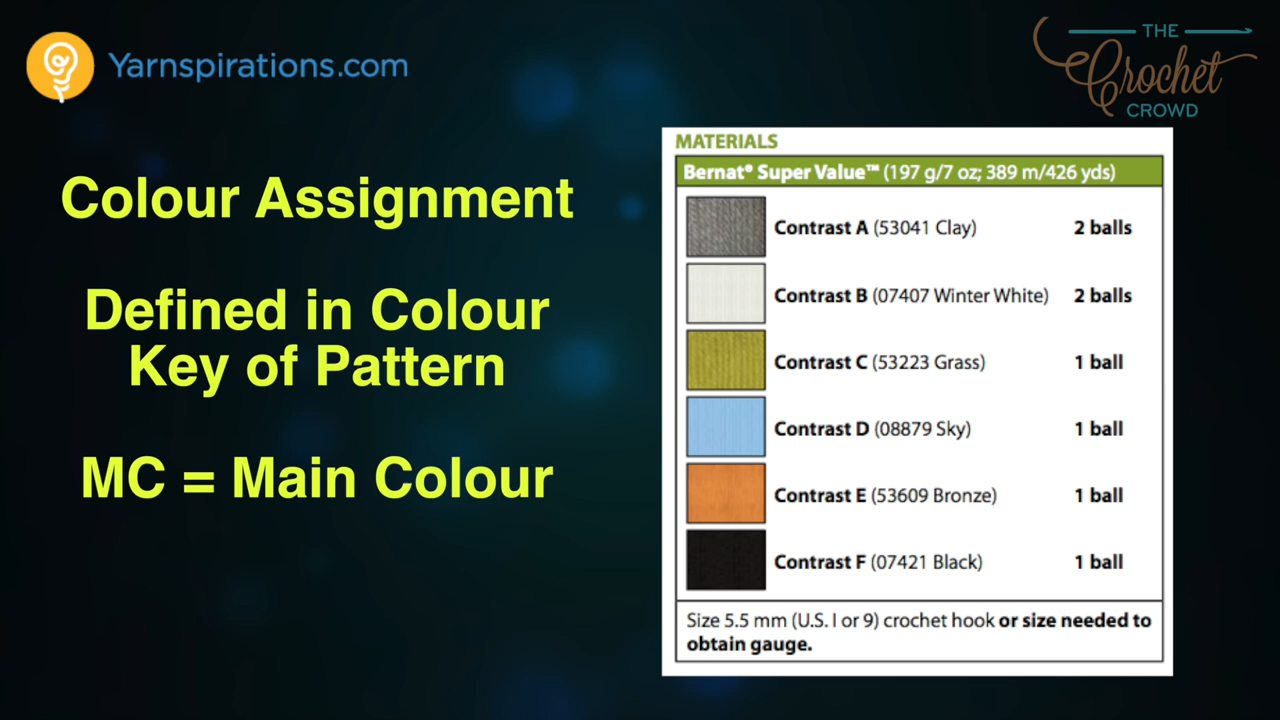 Yarnspirations.com
THE
Crochet
CROWD
Colour Assignment
Defined in Colour
Key of Pattern
MC = Main Colour
MATERIALS
Bernat® Super Value™ (197 g/7 oz; 389 m/426 yds)
Contrast A (53041 Clay) 2 balls
Contrast B (07407 Winter White) 2 balls
Contrast C (53223 Grass) 1 ball
Contrast D (08879 Sky) 1 ball
Contrast E (53609 Bronze) 1 ball
Contrast F (07421 Black) 1 ball
Size 5.5 mm (U.S. I or 9) crochet hook or size needed to
obtain gauge.